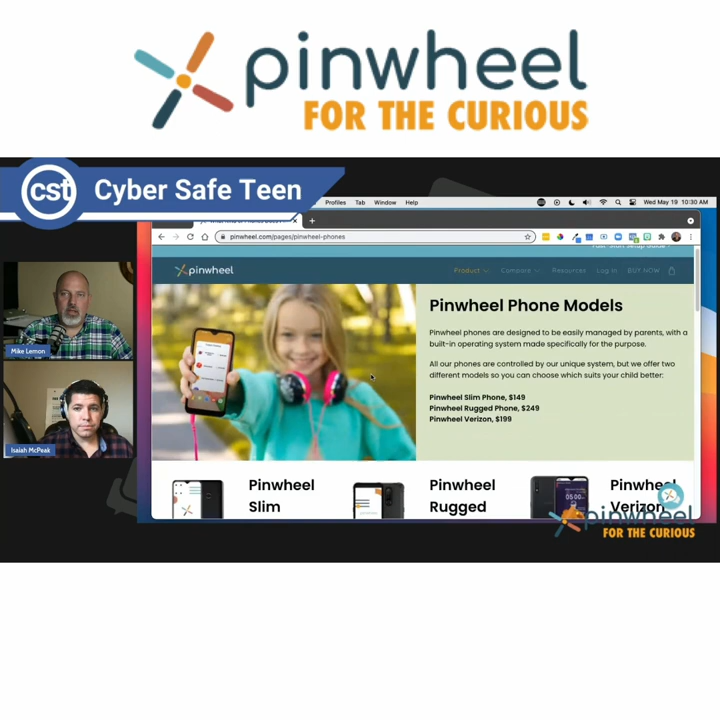 pinwheel
FOR THE CURIOUS
cst Cyber Safe Teen
Profiles Tab Window Help
Wed May 19 10:30 AM
pinwheel.com/pages/pinwheel-phones
pinwheel
Product Compare Resources Log in BUY NOW
Mike Lemon
Isaiah McPeak
Pinwheel Phone Models
Pinwheel phones are designed to be easily managed by parents, with a
built-in operating system made specifically for the purpose.
All our phones are controlled by our unique system, but we offer two
different models so you can choose which suits your child better:
Pinwheel Slim Phone, $149
Pinwheel Rugged Phone, $249
Pinwheel Verizon, $199
Pinwheel
Slim
Pinwheel
Rugged
Pinwheel
Verizon
05:00
pinwheel
FOR THE CURIOUS